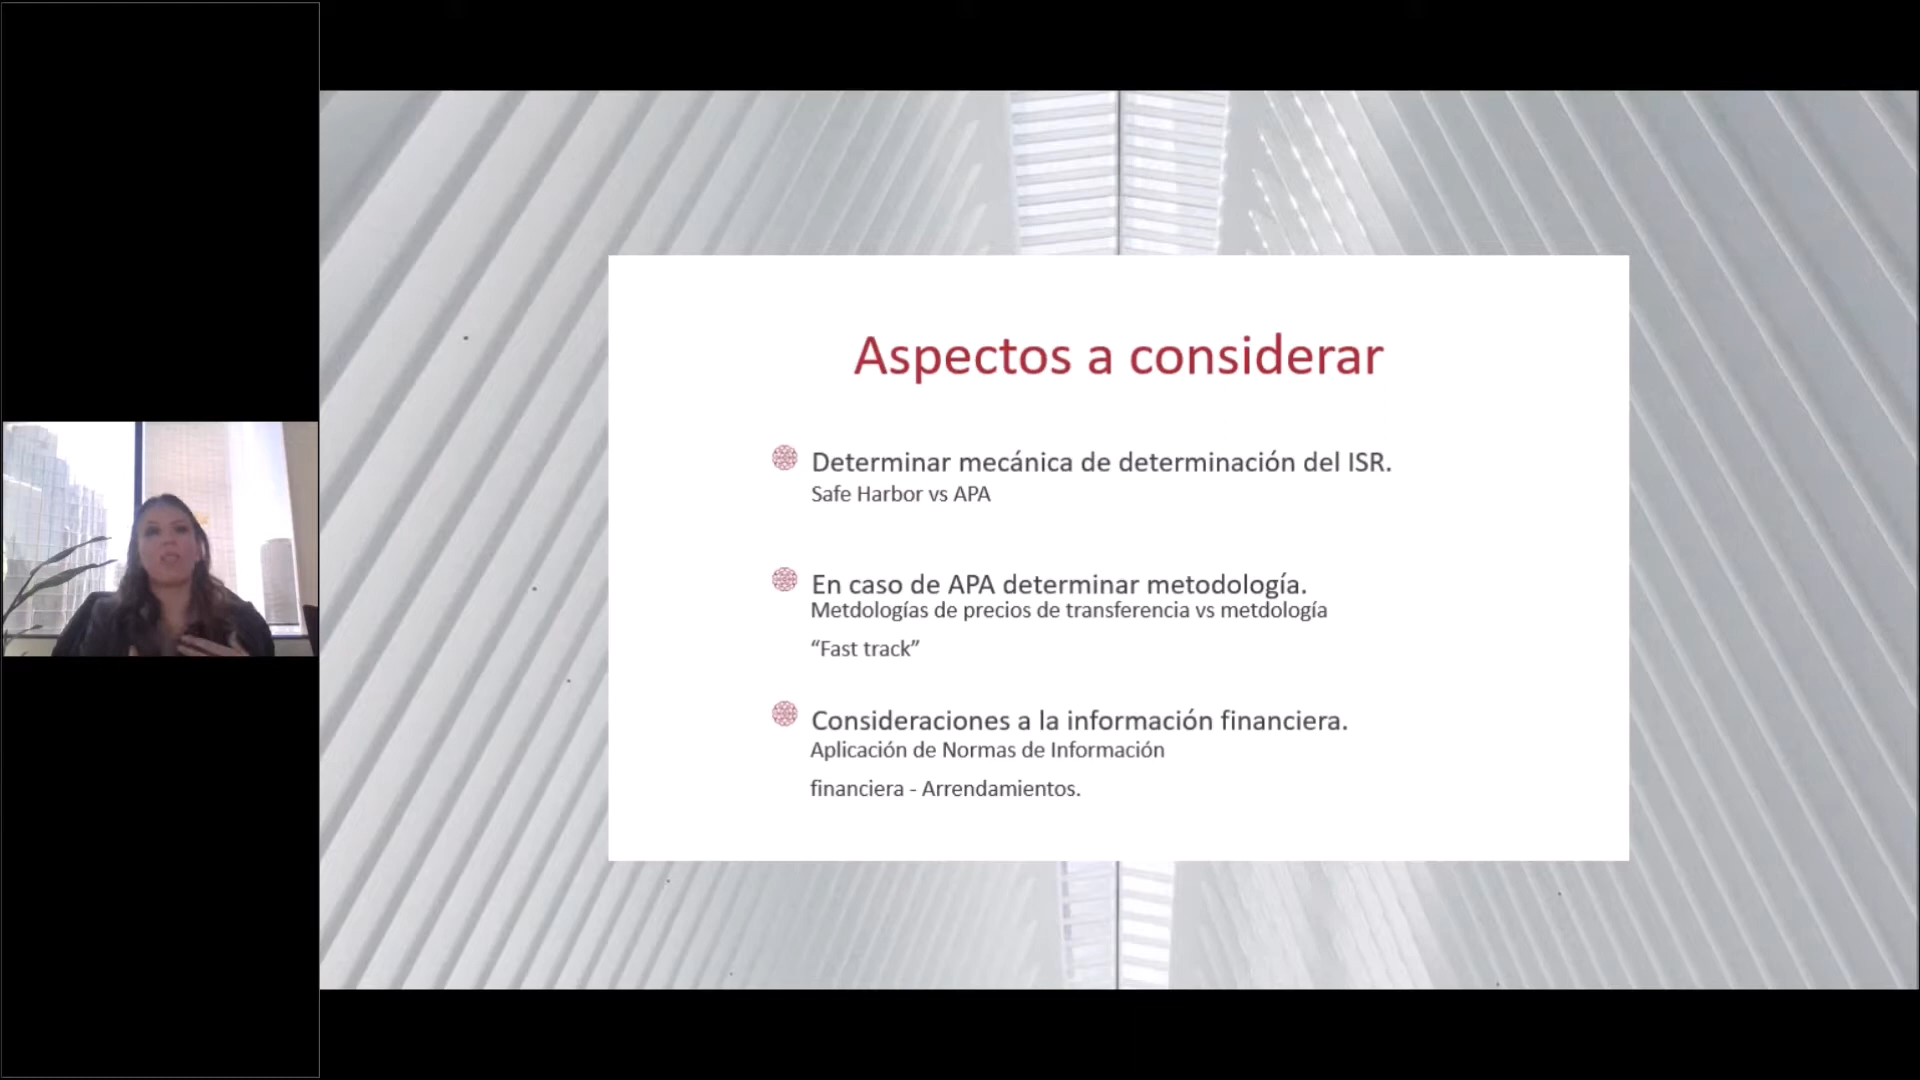 Aspectos a considerar
Determinar mecánica de determinación del ISR.
Safe Harbor vs APA
En caso de APA determinar metodología.
Metdologías de precios de transferencia vs metdología
“Fast track”
Consideraciones a la información financiera.
Aplicación de Normas de Información
financiera - Arrendamientos.